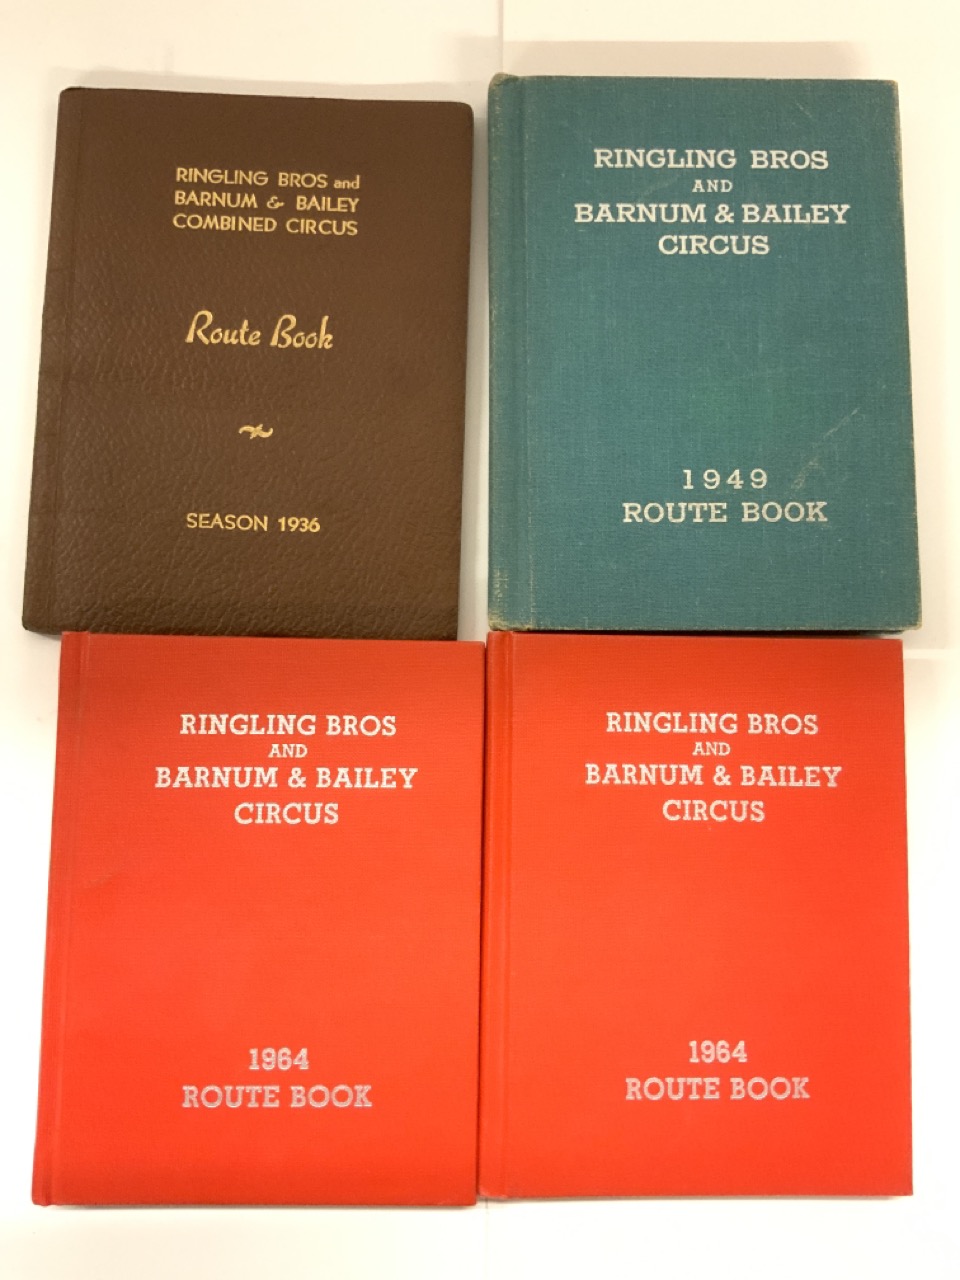 RINGLING BROS and
BARNUM & BAILEY
COMBINED CIRCUS
Route Book
SEASON 1936
RINGLING BROS
AND
BARNUM & BAILEY
CIRCUS
1949
ROUTE BOOK
RINGLING BROS
AND
BARNUM & BAILEY
CIRCUS
1964
ROUTE BOOK
RINGLING BROS
AND
BARNUM & BAILEY
CIRCUS
1964
ROUTE BOOK